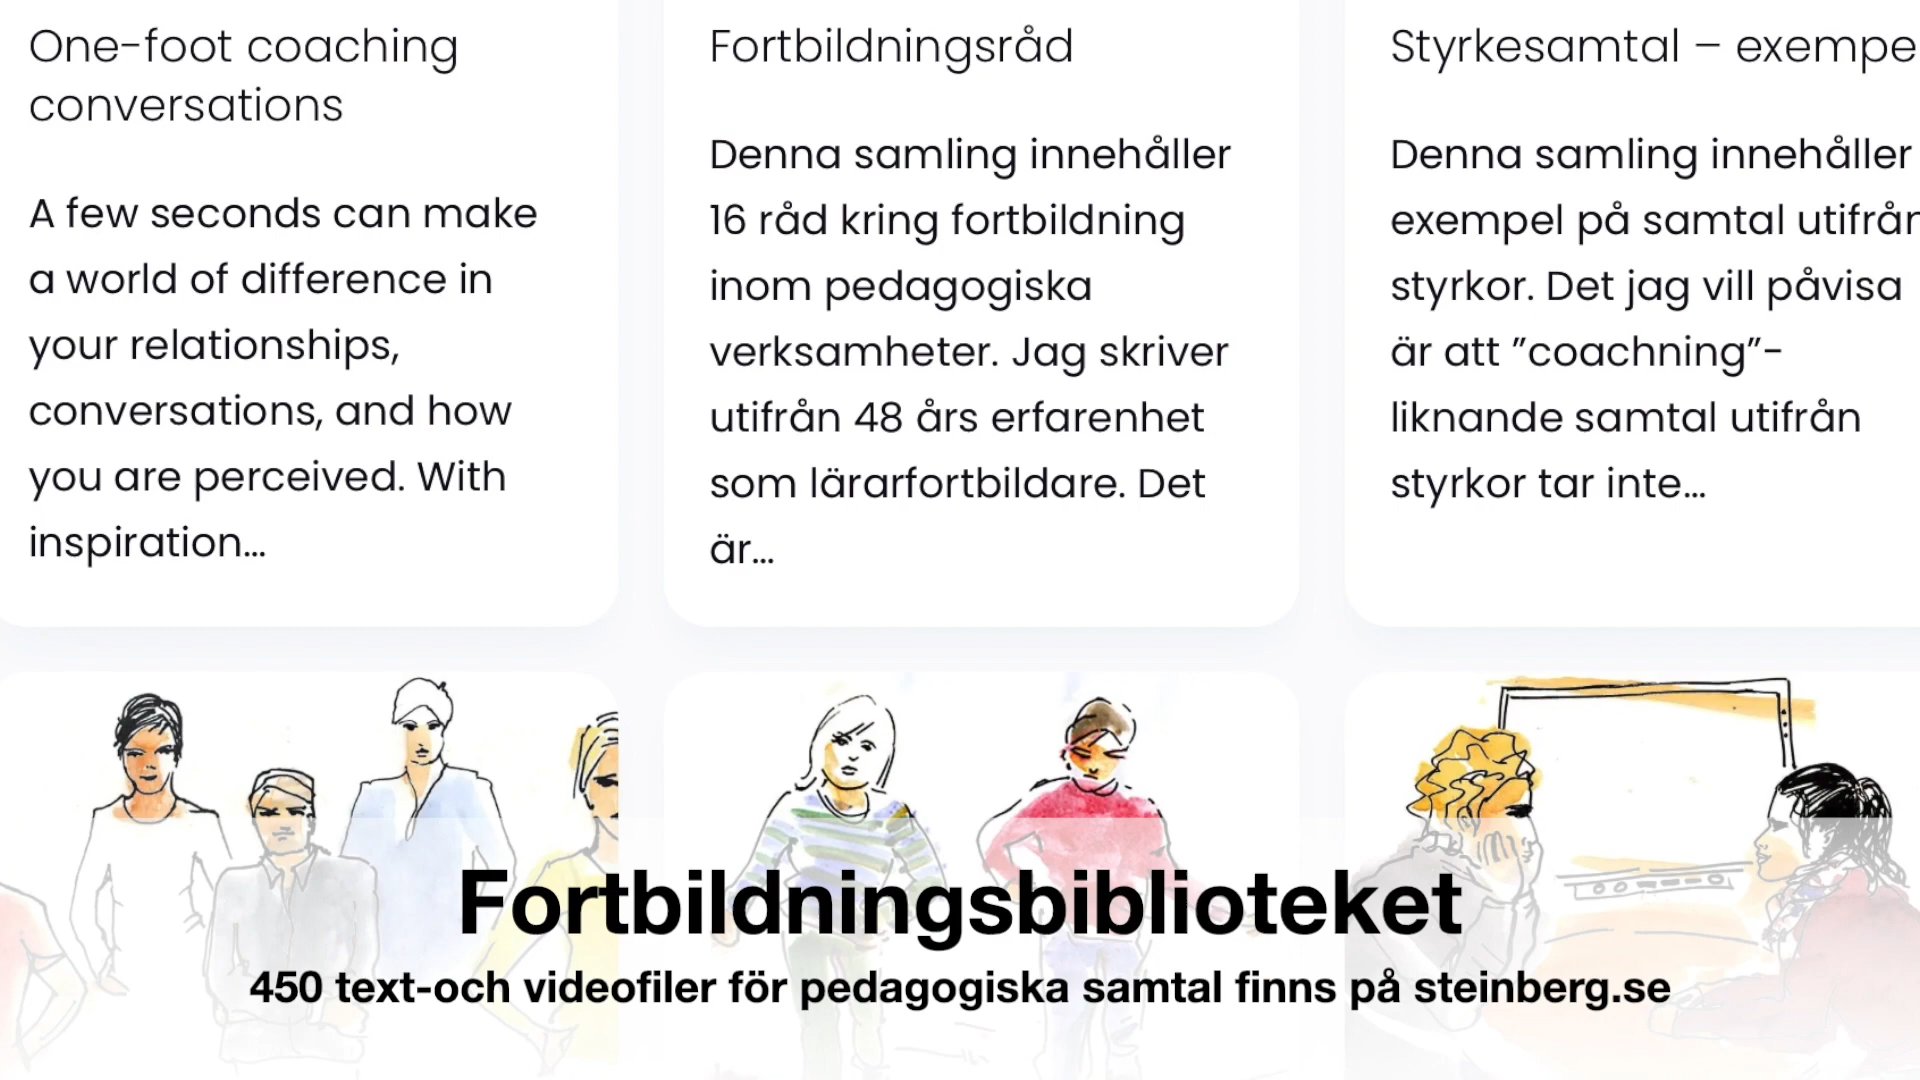 One-foot coaching
conversations
A few seconds can make
a world of difference in
your relationships,
conversations, and how
you are perceived. With
inspiration...
Fortbildningsråd
Denna samling innehåller
16 råd kring fortbildning
inom pedagogiska
verksamheter. Jag skriver
utifrån 48 års erfarenhet
som lärarfortbildare. Det
är...
Styrkesamtal – exempe
Denna samling innehåller
exempel på samtal utifrån
styrkor. Det jag vill påvisa
är att ”coachning”-
liknande samtal utifrån
styrkor tar inte...
Fortbildningsbiblioteket
450 text-och videofiler för pedagogiska samtal finns på steinberg.se